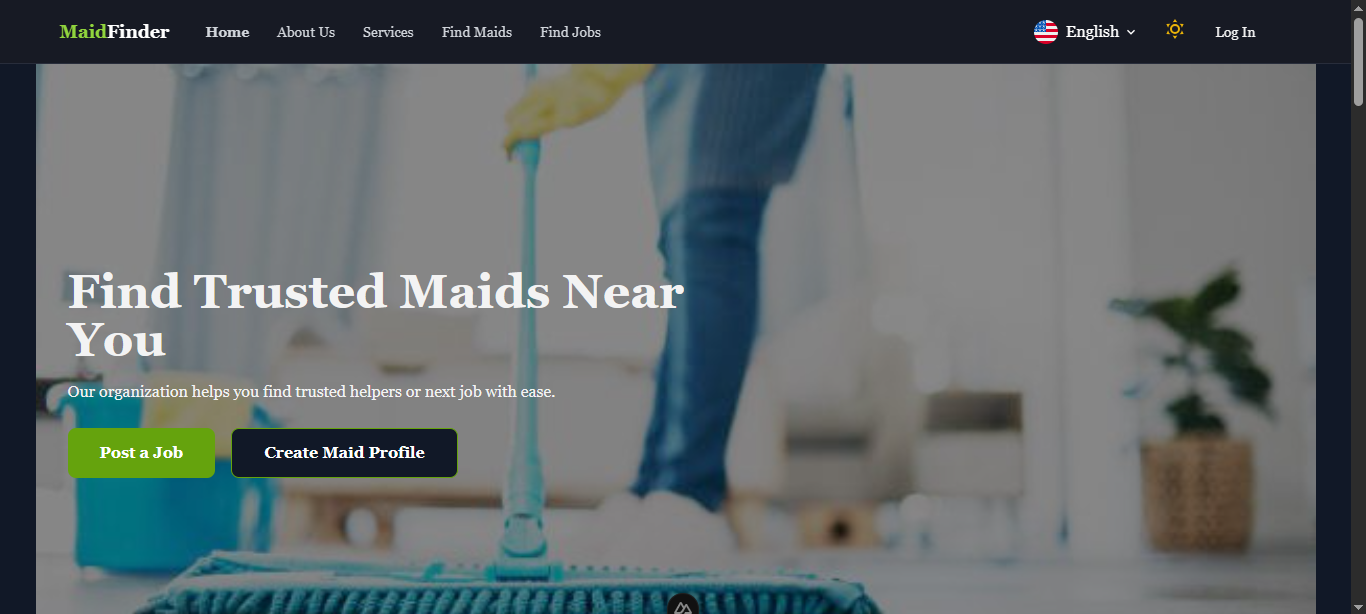 MaidFinder
Home
About Us
Services
Find Maids
Find Jobs
English
Log In
Find Trusted Maids Near
You
Our organization helps you find trusted helpers or next job with ease.
Post a Job
Create Maid Profile